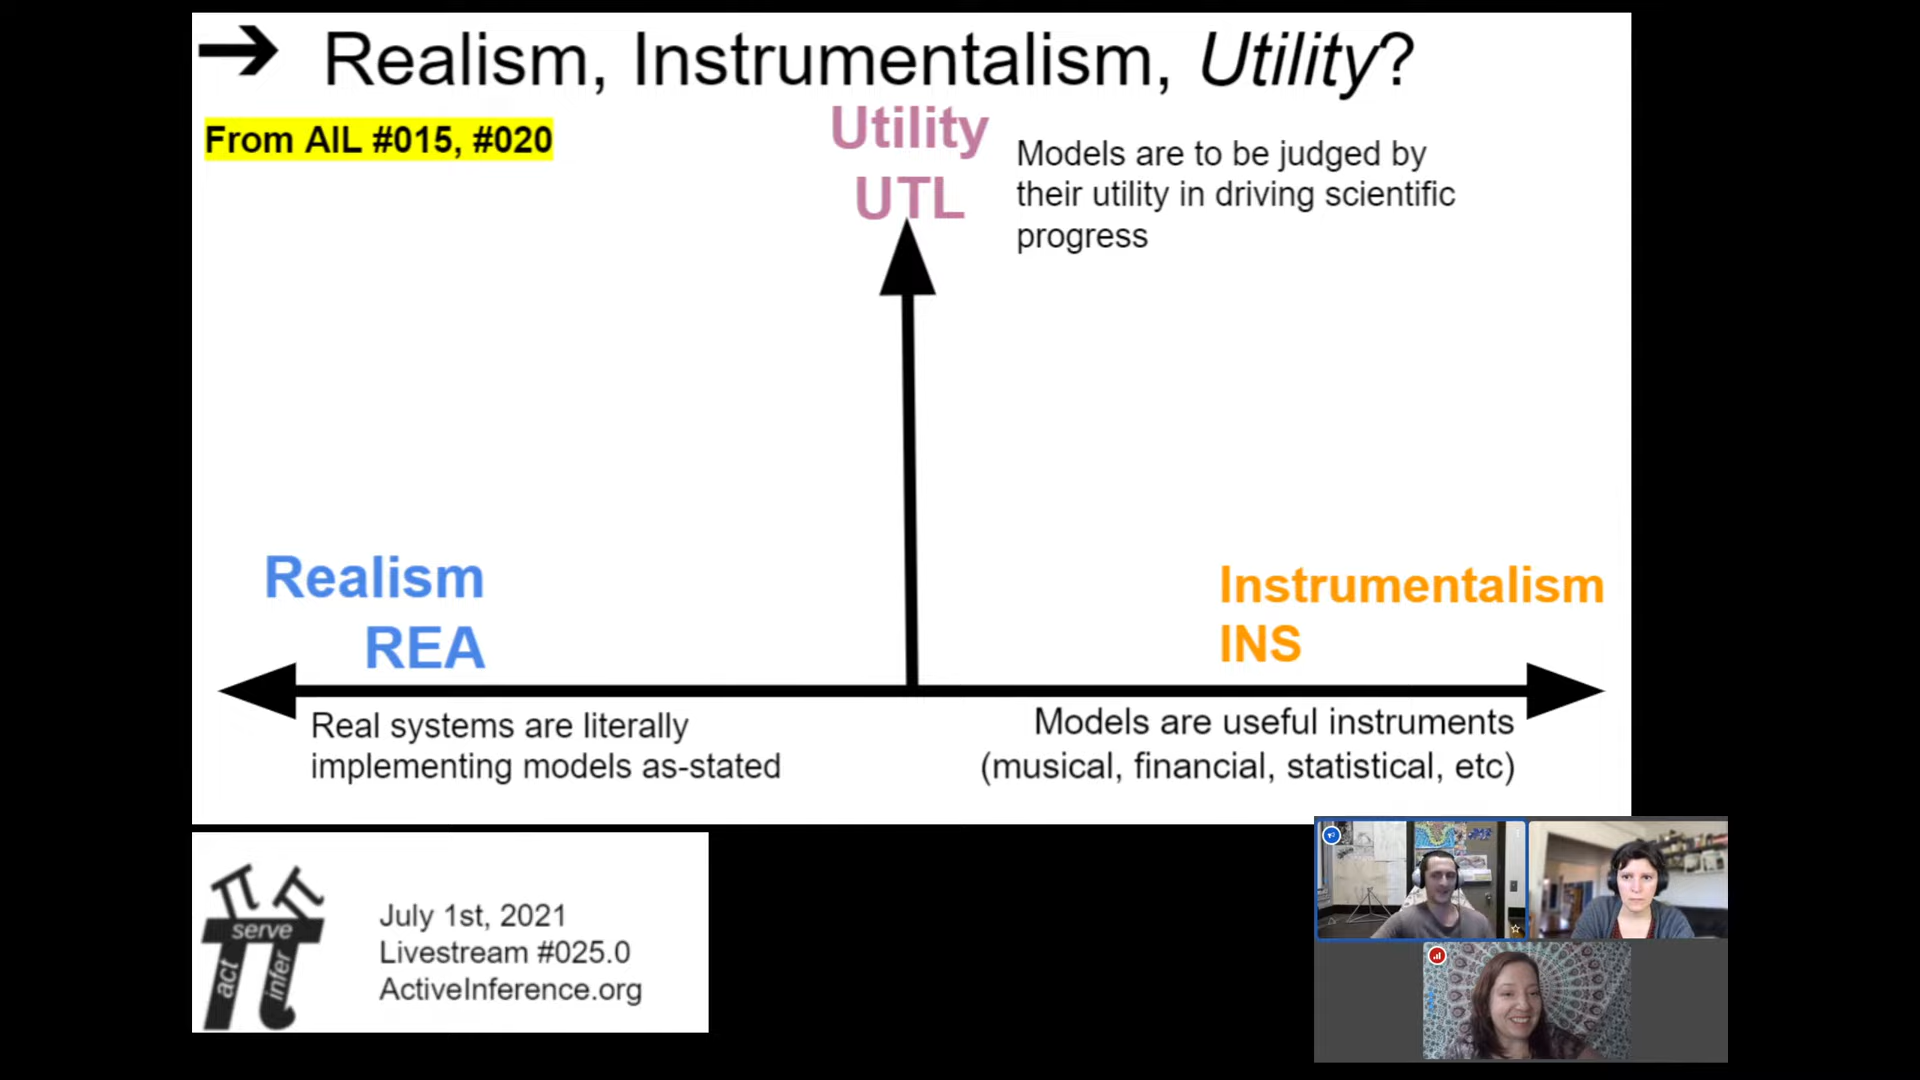 ➔ Realism, Instrumentalism, Utility?
From AIL #015, #020
Utility
UTL
Models are to be judged by
their utility in driving scientific
progress
Realism
REA
Instrumentalism
INS
Real systems are literally
implementing models as-stated
Models are useful instruments
(musical, financial, statistical, etc)
serve
act
infer
July 1st, 2021
Livestream #025.0
ActiveInference.org